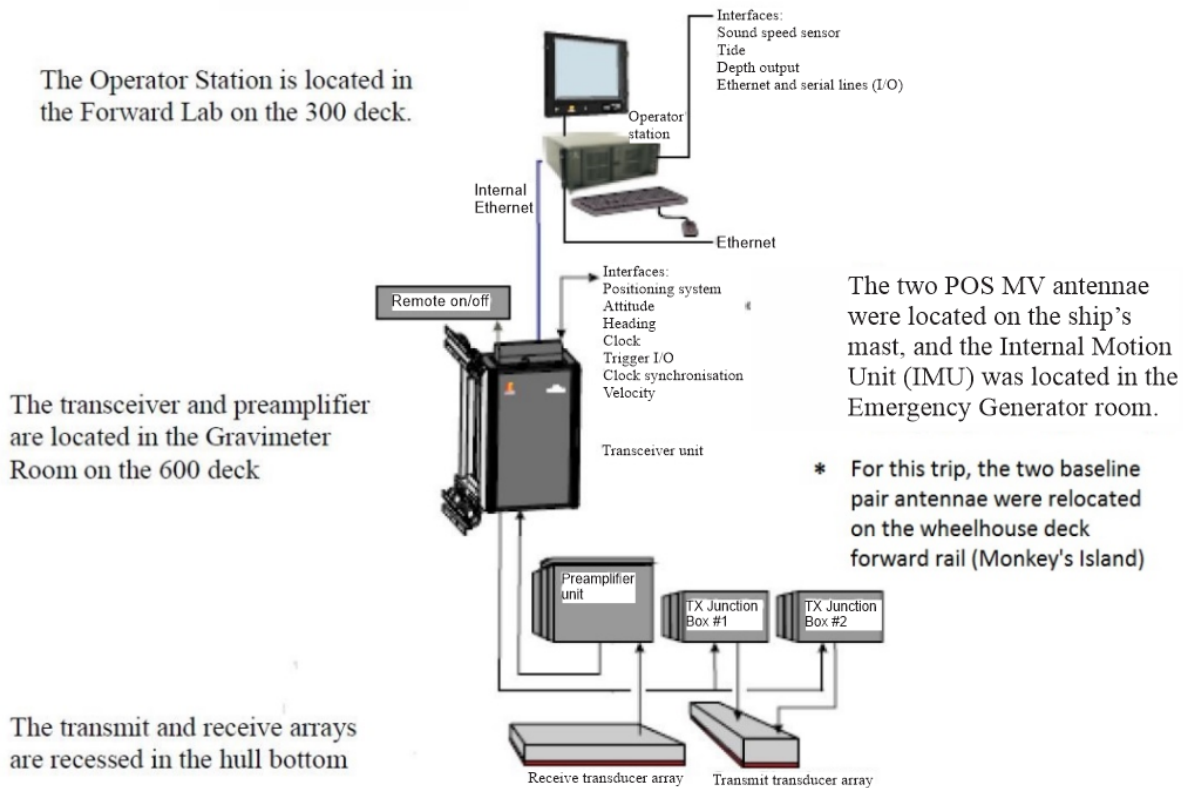 Interfaces:
Sound speed sensor
Tide
Depth output
Ethernet and serial lines (I/O)
The Operator Station is located in
the Forward Lab on the 300 deck.
Operator
station
Internal
Ethernet
Ethernet
Remote on/off
Interfaces:
Positioning system
Attitude
Heading
Clock
Trigger I/O
Clock synchronisation
Velocity
The two POS MV antennae
were located on the ship's
mast, and the Internal Motion
Unit (IMU) was located in the
Emergency Generator room.
The transceiver and preamplifier
are located in the Gravimeter
Room on the 600 deck
Transceiver unit
* For this trip, the two baseline
pair antennae were relocated
on the wheelhouse deck
forward rail (Monkey's Island)
Preamplifier
unit
TX Junction
Box #1
TX Junction
Box #2
The transmit and receive arrays
are recessed in the hull bottom
Receive transducer array
Transmit transducer array